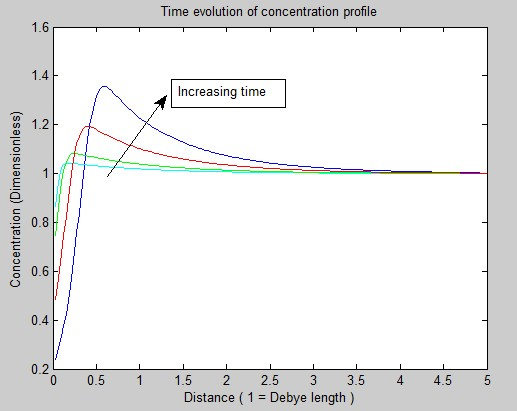 Time evolution of concentration profile
1.6
1.4
1.2
1
0.8
0.6
0.4
0.2
Concentration (Dimensionless)
Increasing time
0 0.5 1 1.5 2 2.5 3 3.5 4 4.5 5
Distance ( 1 = Debye length )